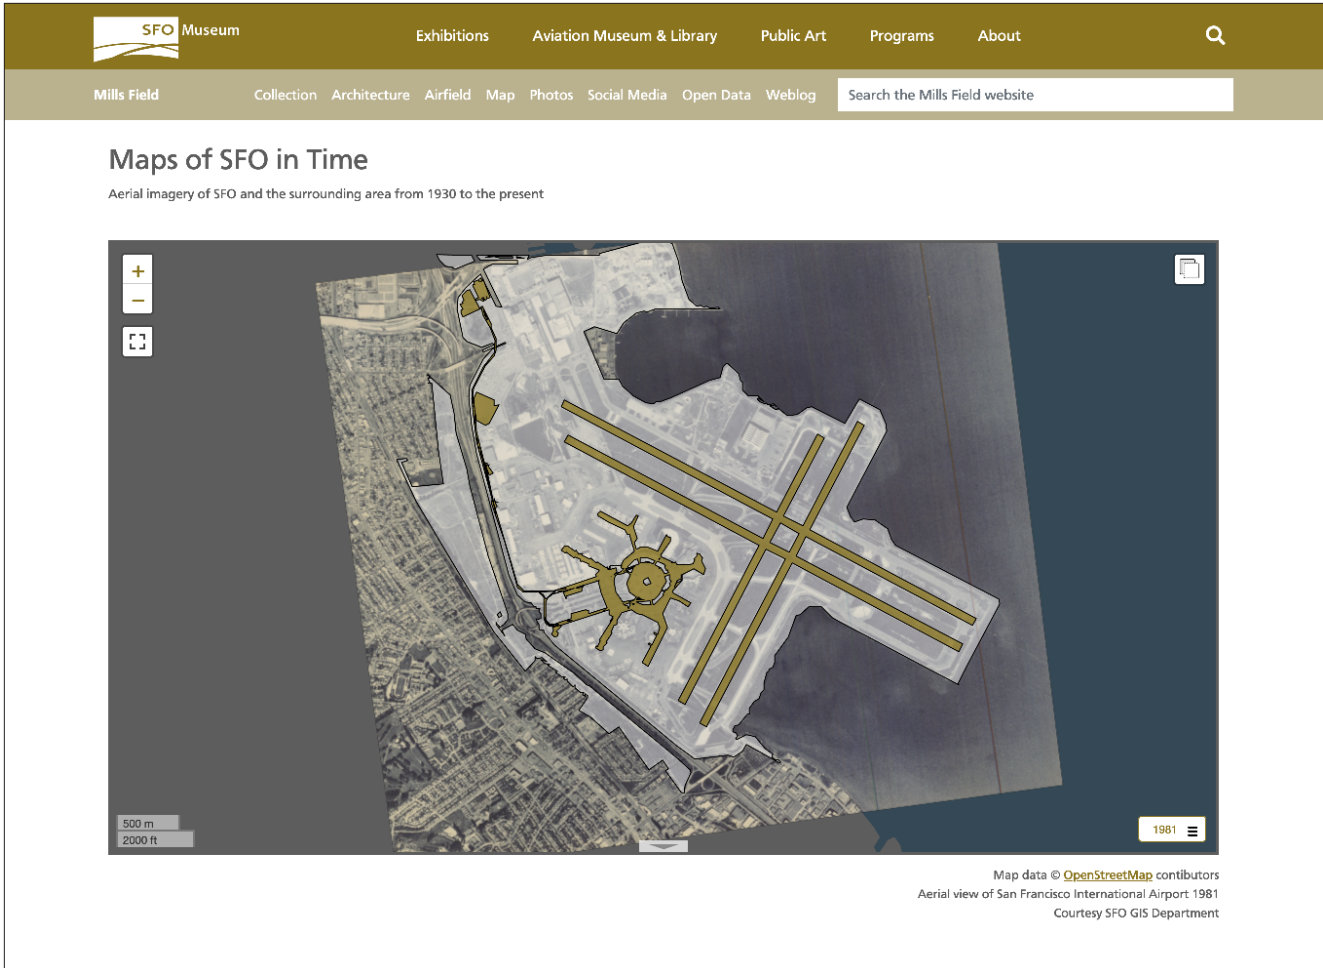 SFO Museum
Exhibitions Aviation Museum & Library Public Art Programs About
Mills Field Collection Architecture Airfield Map Photos Social Media Open Data Weblog Search the Mills Field website
Maps of SFO in Time
Aerial imagery of SFO and the surrounding area from 1930 to the present
+
−
500 m
2000 ft
1981
Map data © OpenStreetMap contibutors
Aerial view of San Francisco International Airport 1981
Courtesy SFO GIS Department